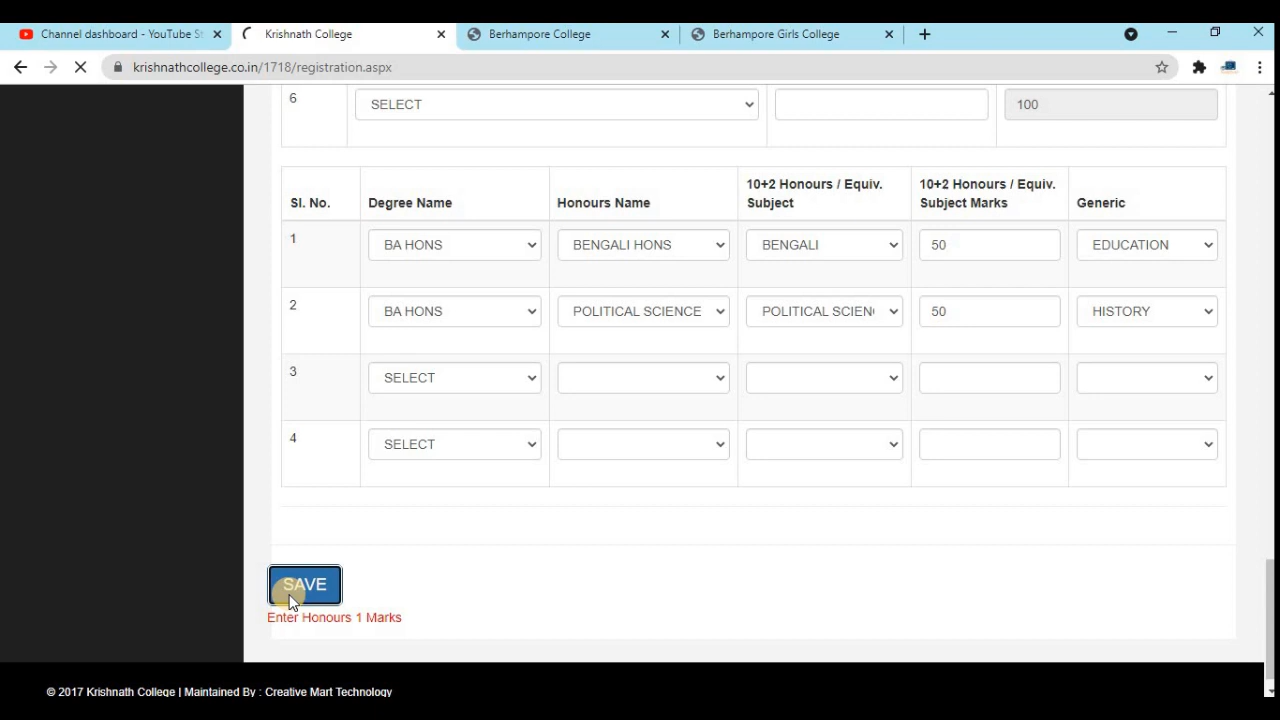 Channel dashboard - YouTube St
Krishnath College
Berhampore College
Berhampore Girls College
krishnathcollege.co.in/1718/registration.aspx
6 SELECT 100
Sl. No. Degree Name Honours Name 10+2 Honours / Equiv. Subject 10+2 Honours / Equiv. Subject Marks Generic
1 BA HONS BENGALI HONS BENGALI 50 EDUCATION
2 BA HONS POLITICAL SCIENCE POLITICAL SCIEN 50 HISTORY
3 SELECT
4 SELECT
SAVE
Enter Honours 1 Marks
© 2017 Krishnath College | Maintained By : Creative Mart Technology